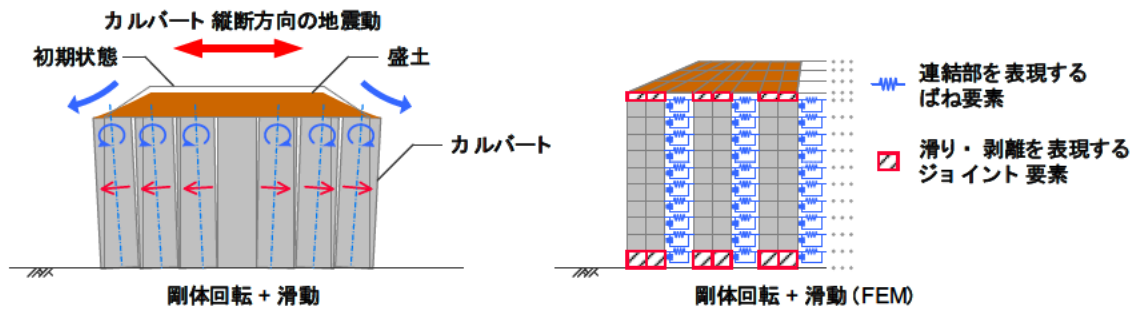 カルバート縦断方向の地震動
初期状態
盛土
カルバート
剛体回転 + 滑動
連結部を表現する
ばね要素
滑り・剥離を表現する
ジョイント要素
剛体回転 + 滑動(FEM)